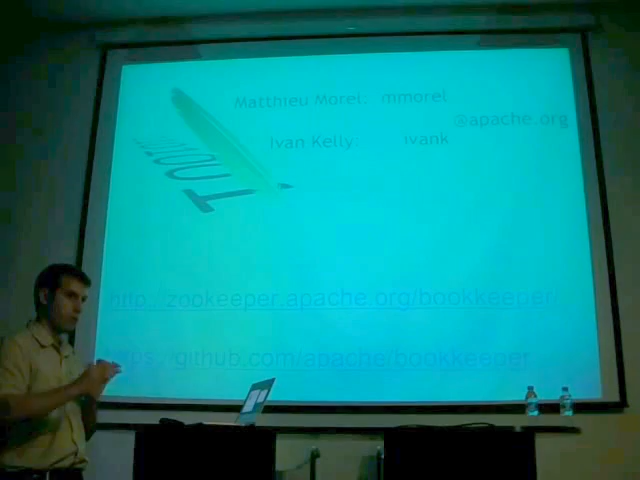 Matthieu Morel: mmorel
@apache.org
Ivan Kelly: ivank
http://zookeeper.apache.org/bookkeeper/
https://github.com/apache/bookkeeper